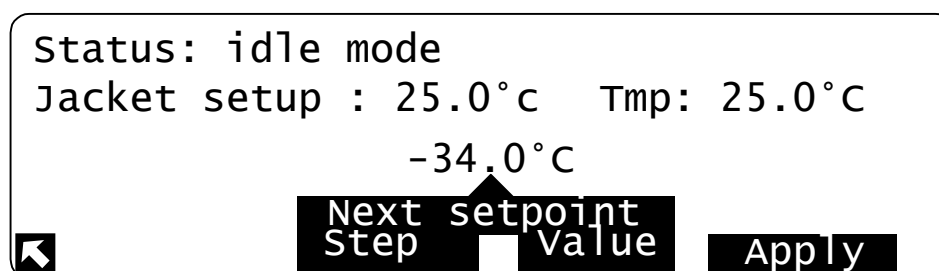 Status: idle mode
Jacket setup : 25.0°c Tmp: 25.0°C
-34.0°C
Next setpoint
Step Value Apply